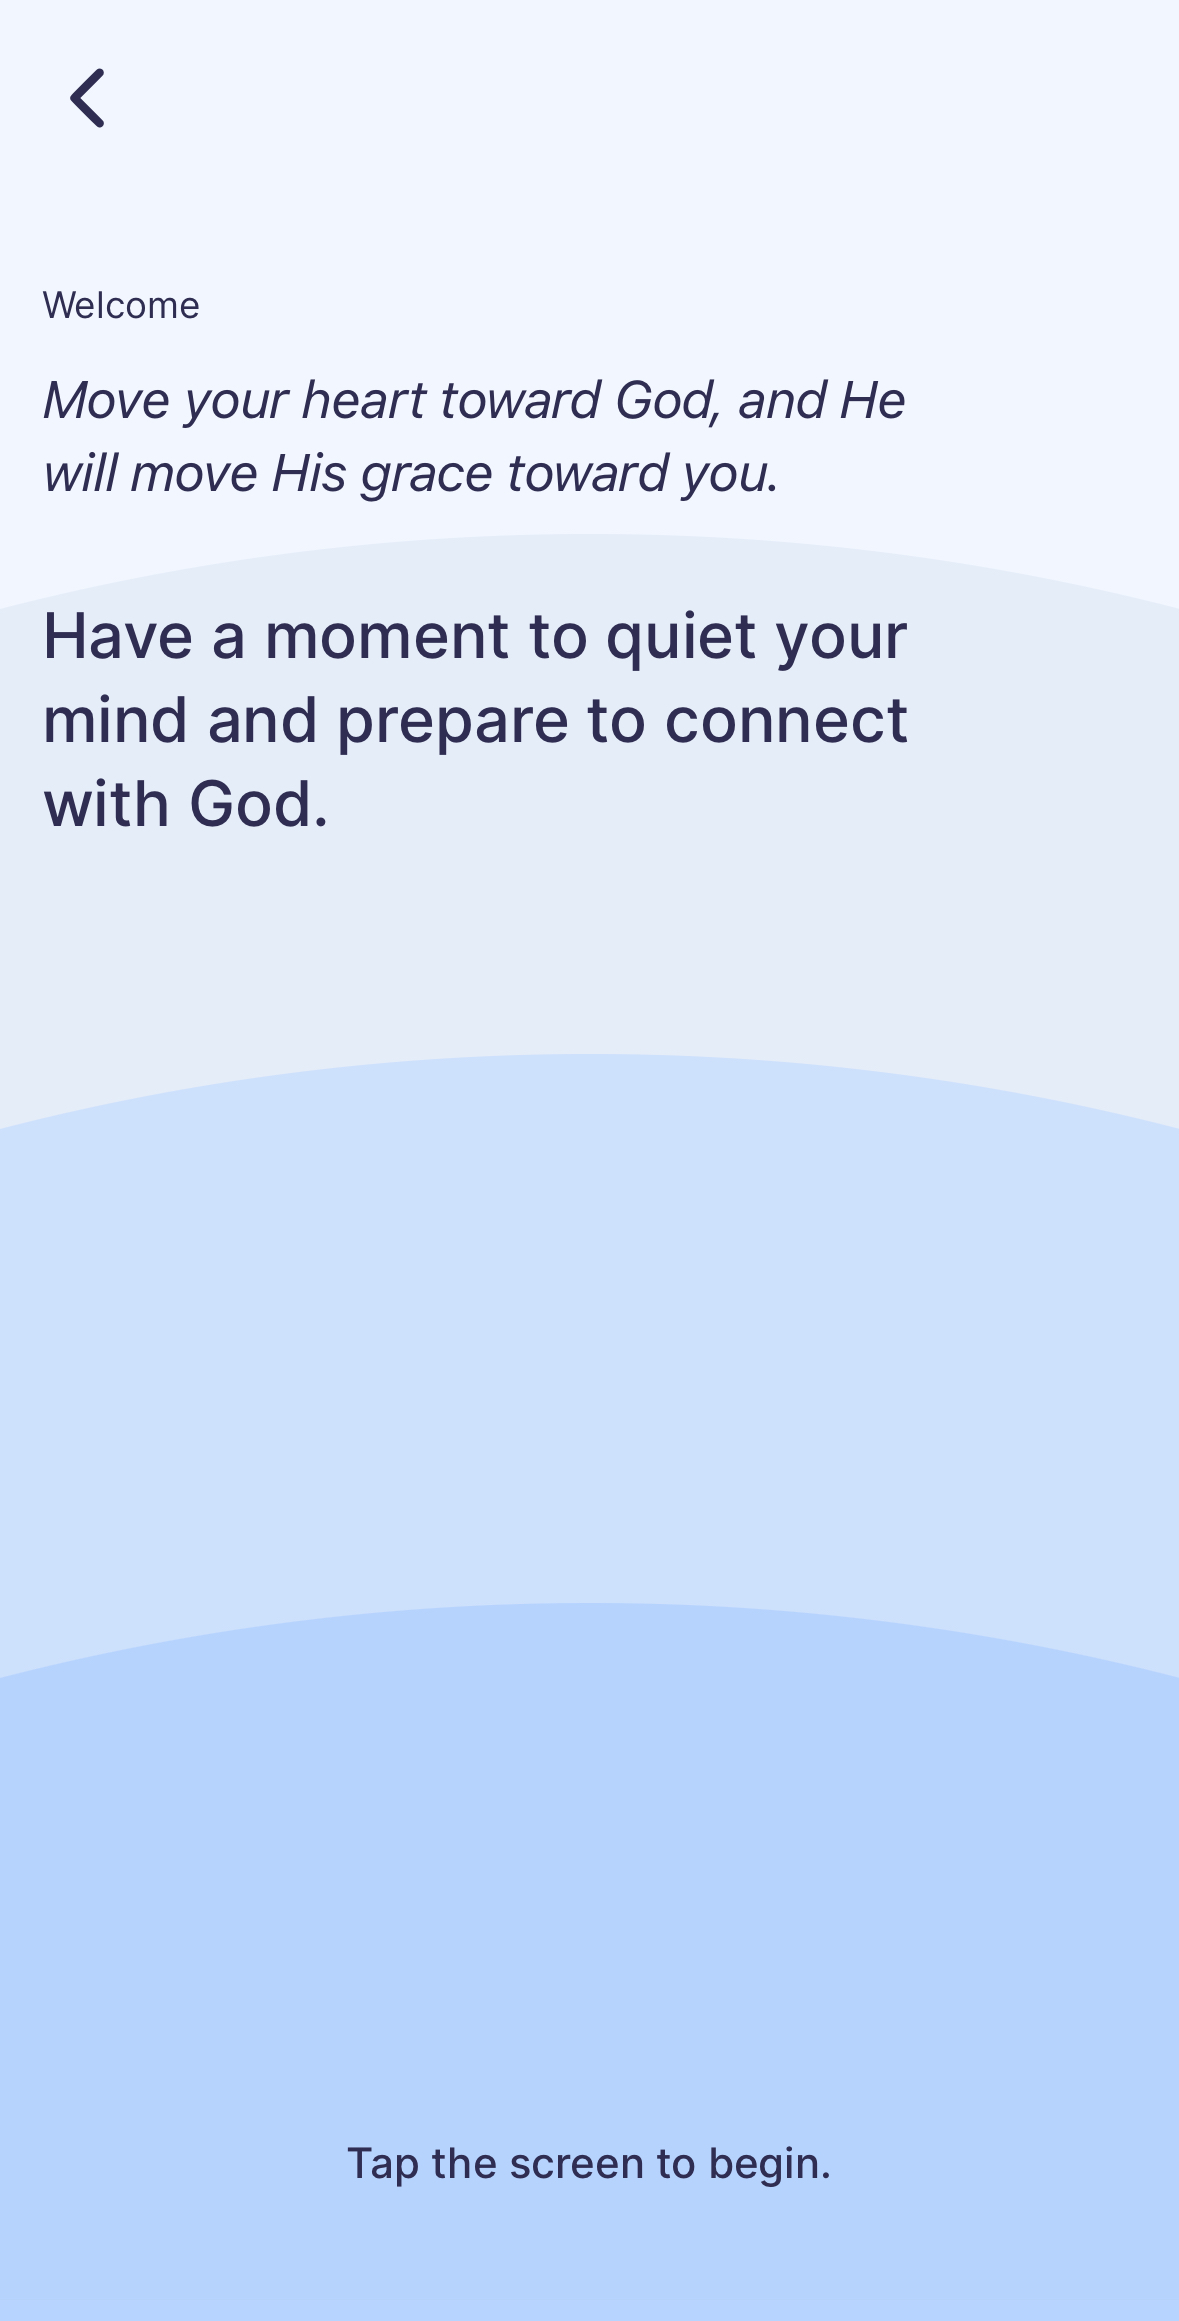 Welcome
Move your heart toward God, and He
will move His grace toward you.
Have a moment to quiet your
mind and prepare to connect
with God.
Tap the screen to begin.